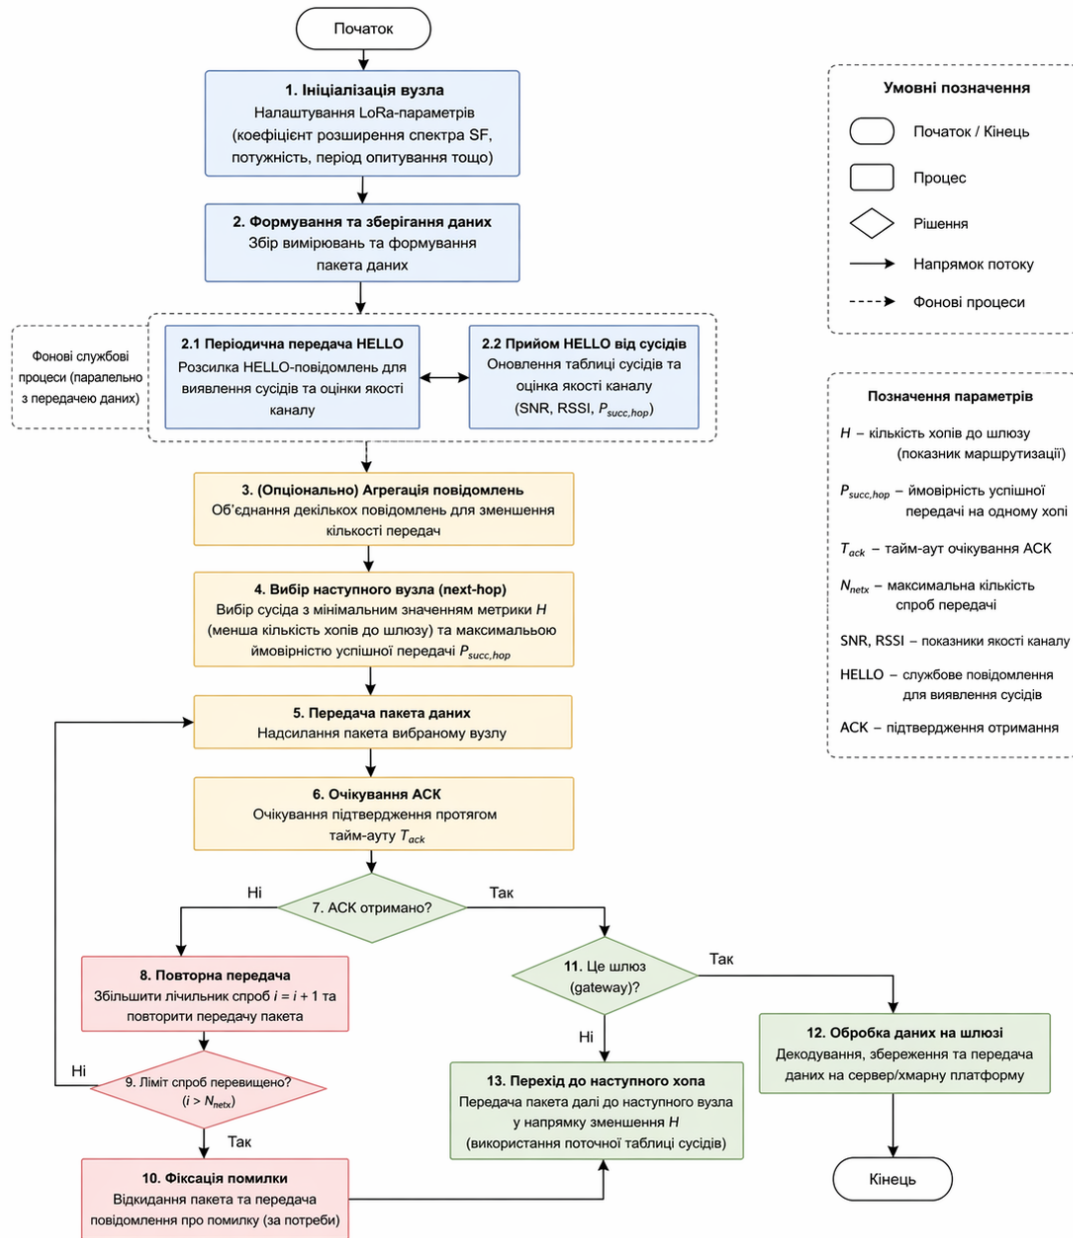 Початок
1. Ініціалізація вузла
Налаштування LoRa-параметрів
(коефіцієнт розширення спектра SF,
потужність, період опитування тощо)
2. Формування та зберігання даних
Збір вимірювань та формування
пакета даних
Фонові службові
процеси (паралельно
з передачею даних)
2.1 Періодична передача HELLO
Розсилка HELLO-повідомлень для
виявлення сусідів та оцінки якості
каналу
2.2 Прийом HELLO від сусідів
Оновлення таблиці сусідів та
оцінка якості каналу
(SNR, RSSI, P_succ,hop)
3. (Опціонально) Агрегація повідомлень
Об'єднання декількох повідомлень для зменшення
кількості передач
4. Вибір наступного вузла (next-hop)
Вибір сусіда з мінімальним значенням метрики H
(менша кількість хопів до шлюзу) та максимальою
ймовірністю успішної передачі P_succ,hop
5. Передача пакета даних
Надсилання пакета вибраному вузлу
6. Очікування ACK
Очікування підтвердження протягом
тайм-ауту T_ack
Ні
Так
7. ACK отримано?
8. Повторна передача
Збільшити лічильник спроб i = i + 1 та
повторити передачу пакета
Ні
9. Ліміт спроб перевищено?
(i > N_netx)
Так
10. Фіксація помилки
Відкидання пакета та передача
повідомлення про помилку (за потреби)
11. Це шлюз
(gateway)?
Так
Ні
12. Обробка даних на шлюзі
Декодування, збереження та передача
даних на сервер/хмарну платформу
13. Перехід до наступного хопа
Передача пакета далі до наступного вузла
у напрямку зменшення H
(використання поточної таблиці сусідів)
Кінець
Умовні позначення
Початок / Кінець
Процес
Рішення
Напрямок потоку
Фонові процеси
Позначення параметрів
H – кількість хопів до шлюзу
(показник маршрутизації)
P_succ,hop – ймовірність успішної
передачі на одному хопі
T_ack – тайм-аут очікування ACK
N_netx – максимальна кількість
спроб передачі
SNR, RSSI – показники якості каналу
HELLO – службове повідомлення
для виявлення сусідів
ACK – підтвердження отримання